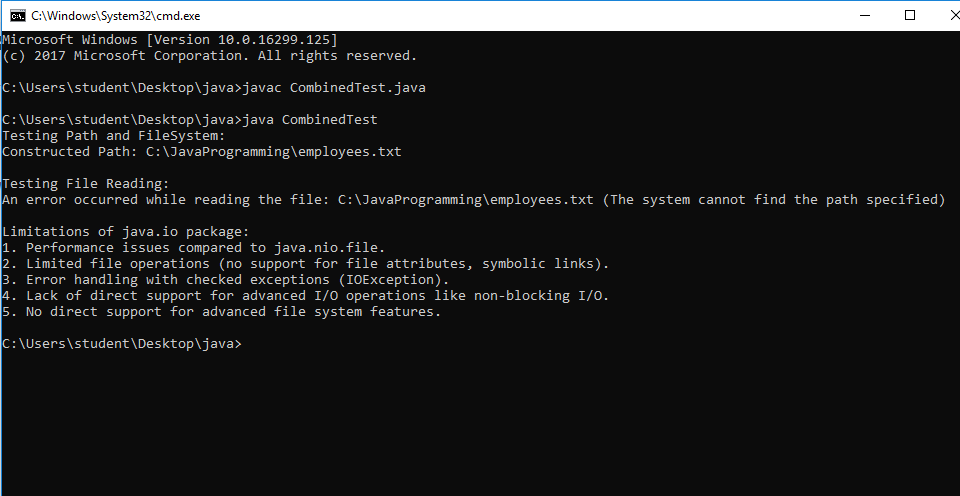 C:\Windows\System32\cmd.exe
Microsoft Windows [Version 10.0.16299.125]
(c) 2017 Microsoft Corporation. All rights reserved.
C:\Users\student\Desktop\java>javac CombinedTest.java
C:\Users\student\Desktop\java>java CombinedTest
Testing Path and FileSystem:
Constructed Path: C:\JavaProgramming\employees.txt
Testing File Reading:
An error occurred while reading the file: C:\JavaProgramming\employees.txt (The system cannot find the path specified)
Limitations of java.io package:
1. Performance issues compared to java.nio.file.
2. Limited file operations (no support for file attributes, symbolic links).
3. Error handling with checked exceptions (IOException).
4. Lack of direct support for advanced I/O operations like non-blocking I/O.
5. No direct support for advanced file system features.
C:\Users\student\Desktop\java>